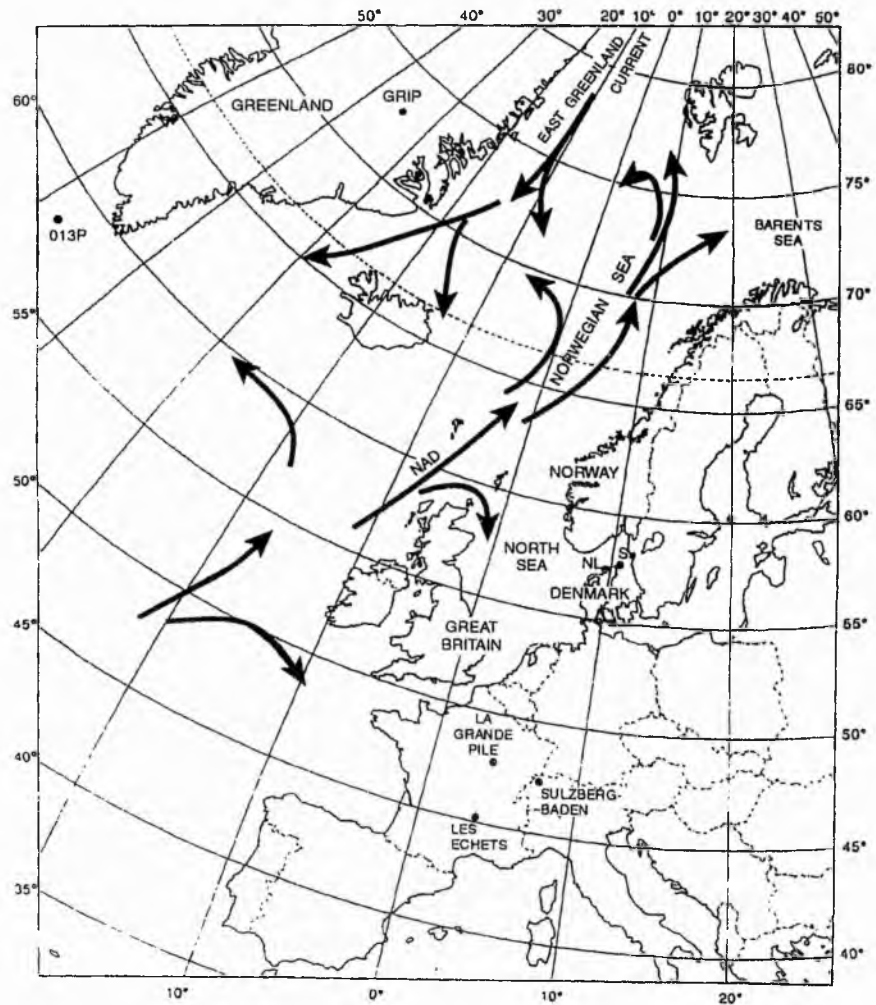 50° 40° 30° 20° 10° 0° 10° 20° 30° 40° 50°
80°
60°
GREENLAND
GRIP
EAST GREENLAND
CURRENT
75°
013P
BARENTS
SEA
NORWEGIAN SEA
70°
55°
65°
NAD
NORWAY
50°
60°
NORTH
SEA
NL
S
DENMARK
45°
55°
GREAT
BRITAIN
LA
GRANDE
PILE
50°
40°
SULZBERG-
BADEN
LES
ECHETS
45°
35°
40°
10° 0° 10° 20°